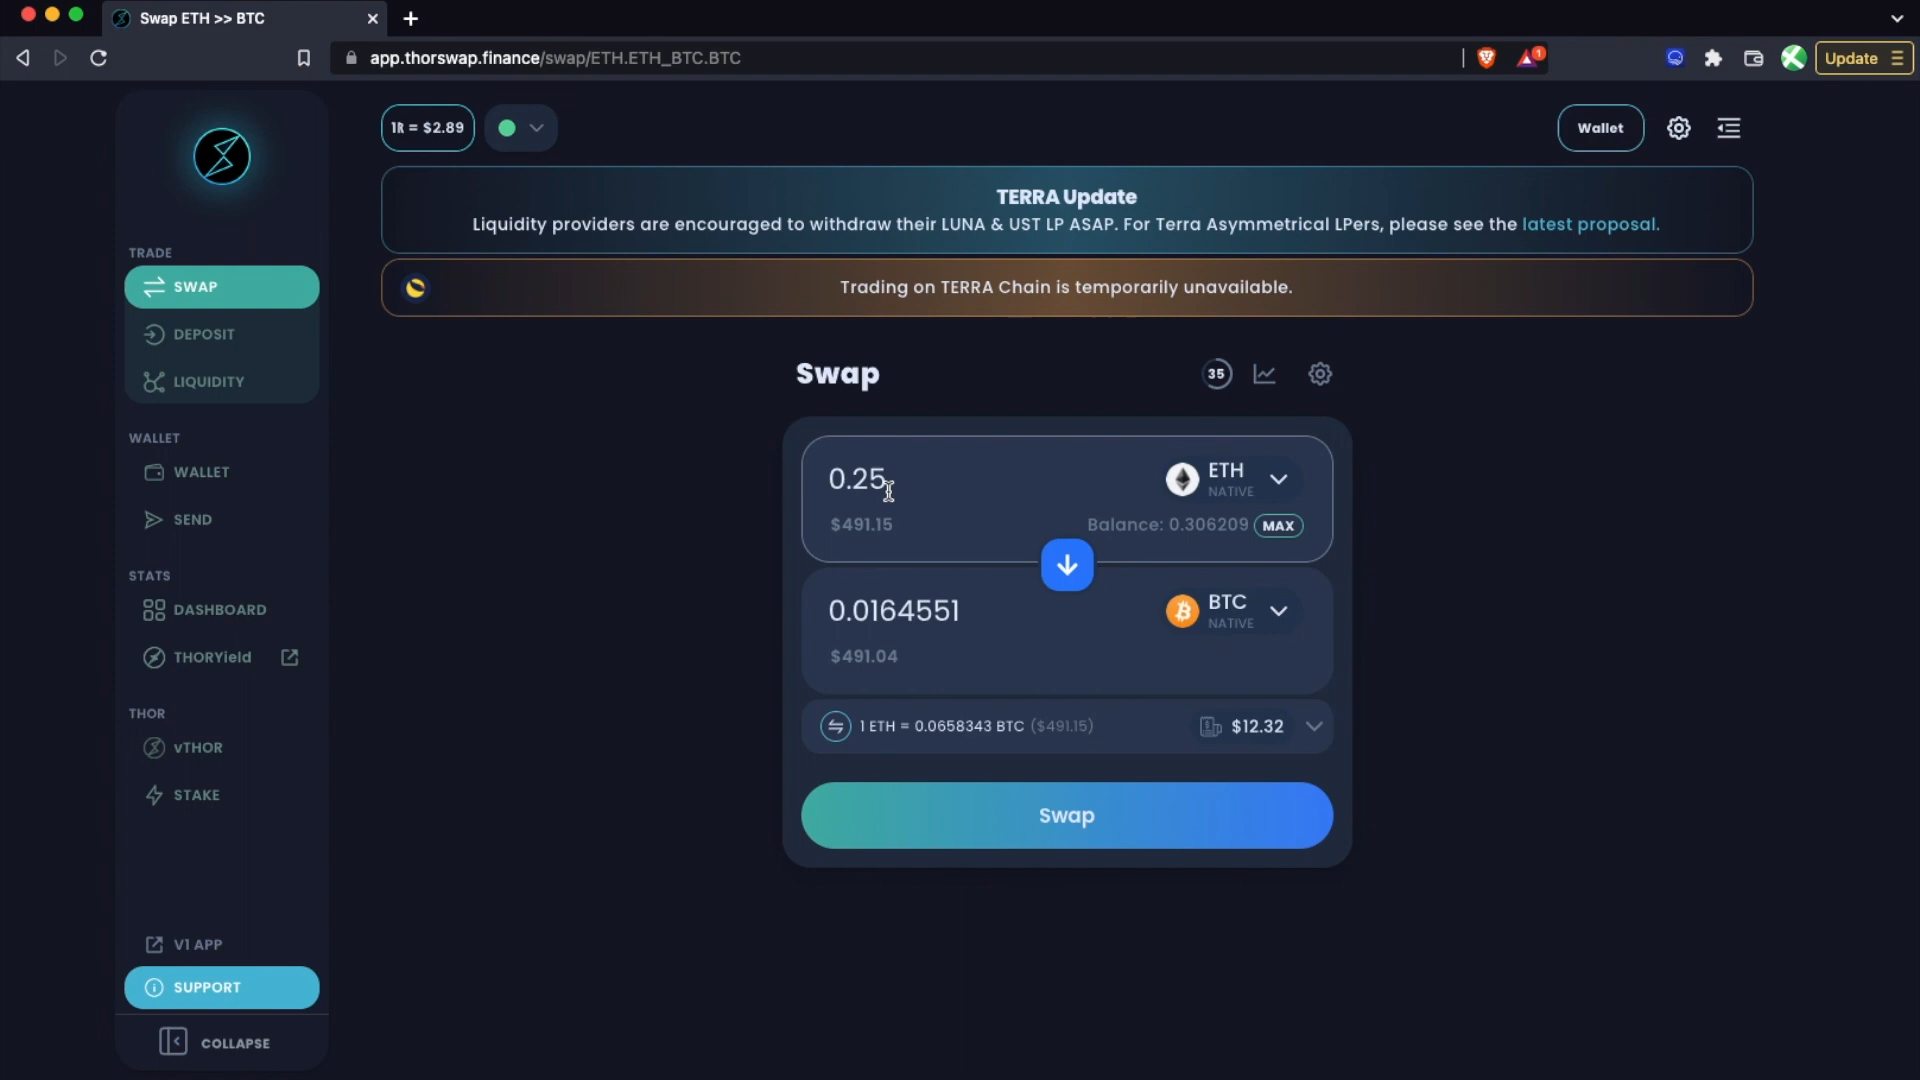 Swap ETH >> BTC
app.thorswap.finance/swap/ETH.ETH_BTC.BTC
1
Update
1R = $2.89
Wallet
TERRA Update
Liquidity providers are encouraged to withdraw their LUNA & UST LP ASAP. For Terra Asymmetrical LPers, please see the latest proposal.
Trading on TERRA Chain is temporarily unavailable.
TRADE
SWAP
DEPOSIT
LIQUIDITY
WALLET
WALLET
SEND
STATS
DASHBOARD
THORYield
THOR
vTHOR
STAKE
V1 APP
SUPPORT
COLLAPSE
Swap
35
0.25
ETH
NATIVE
$491.15
Balance: 0.306209 MAX
0.0164551
BTC
NATIVE
$491.04
1 ETH = 0.0658343 BTC ($491.15)
$12.32
Swap